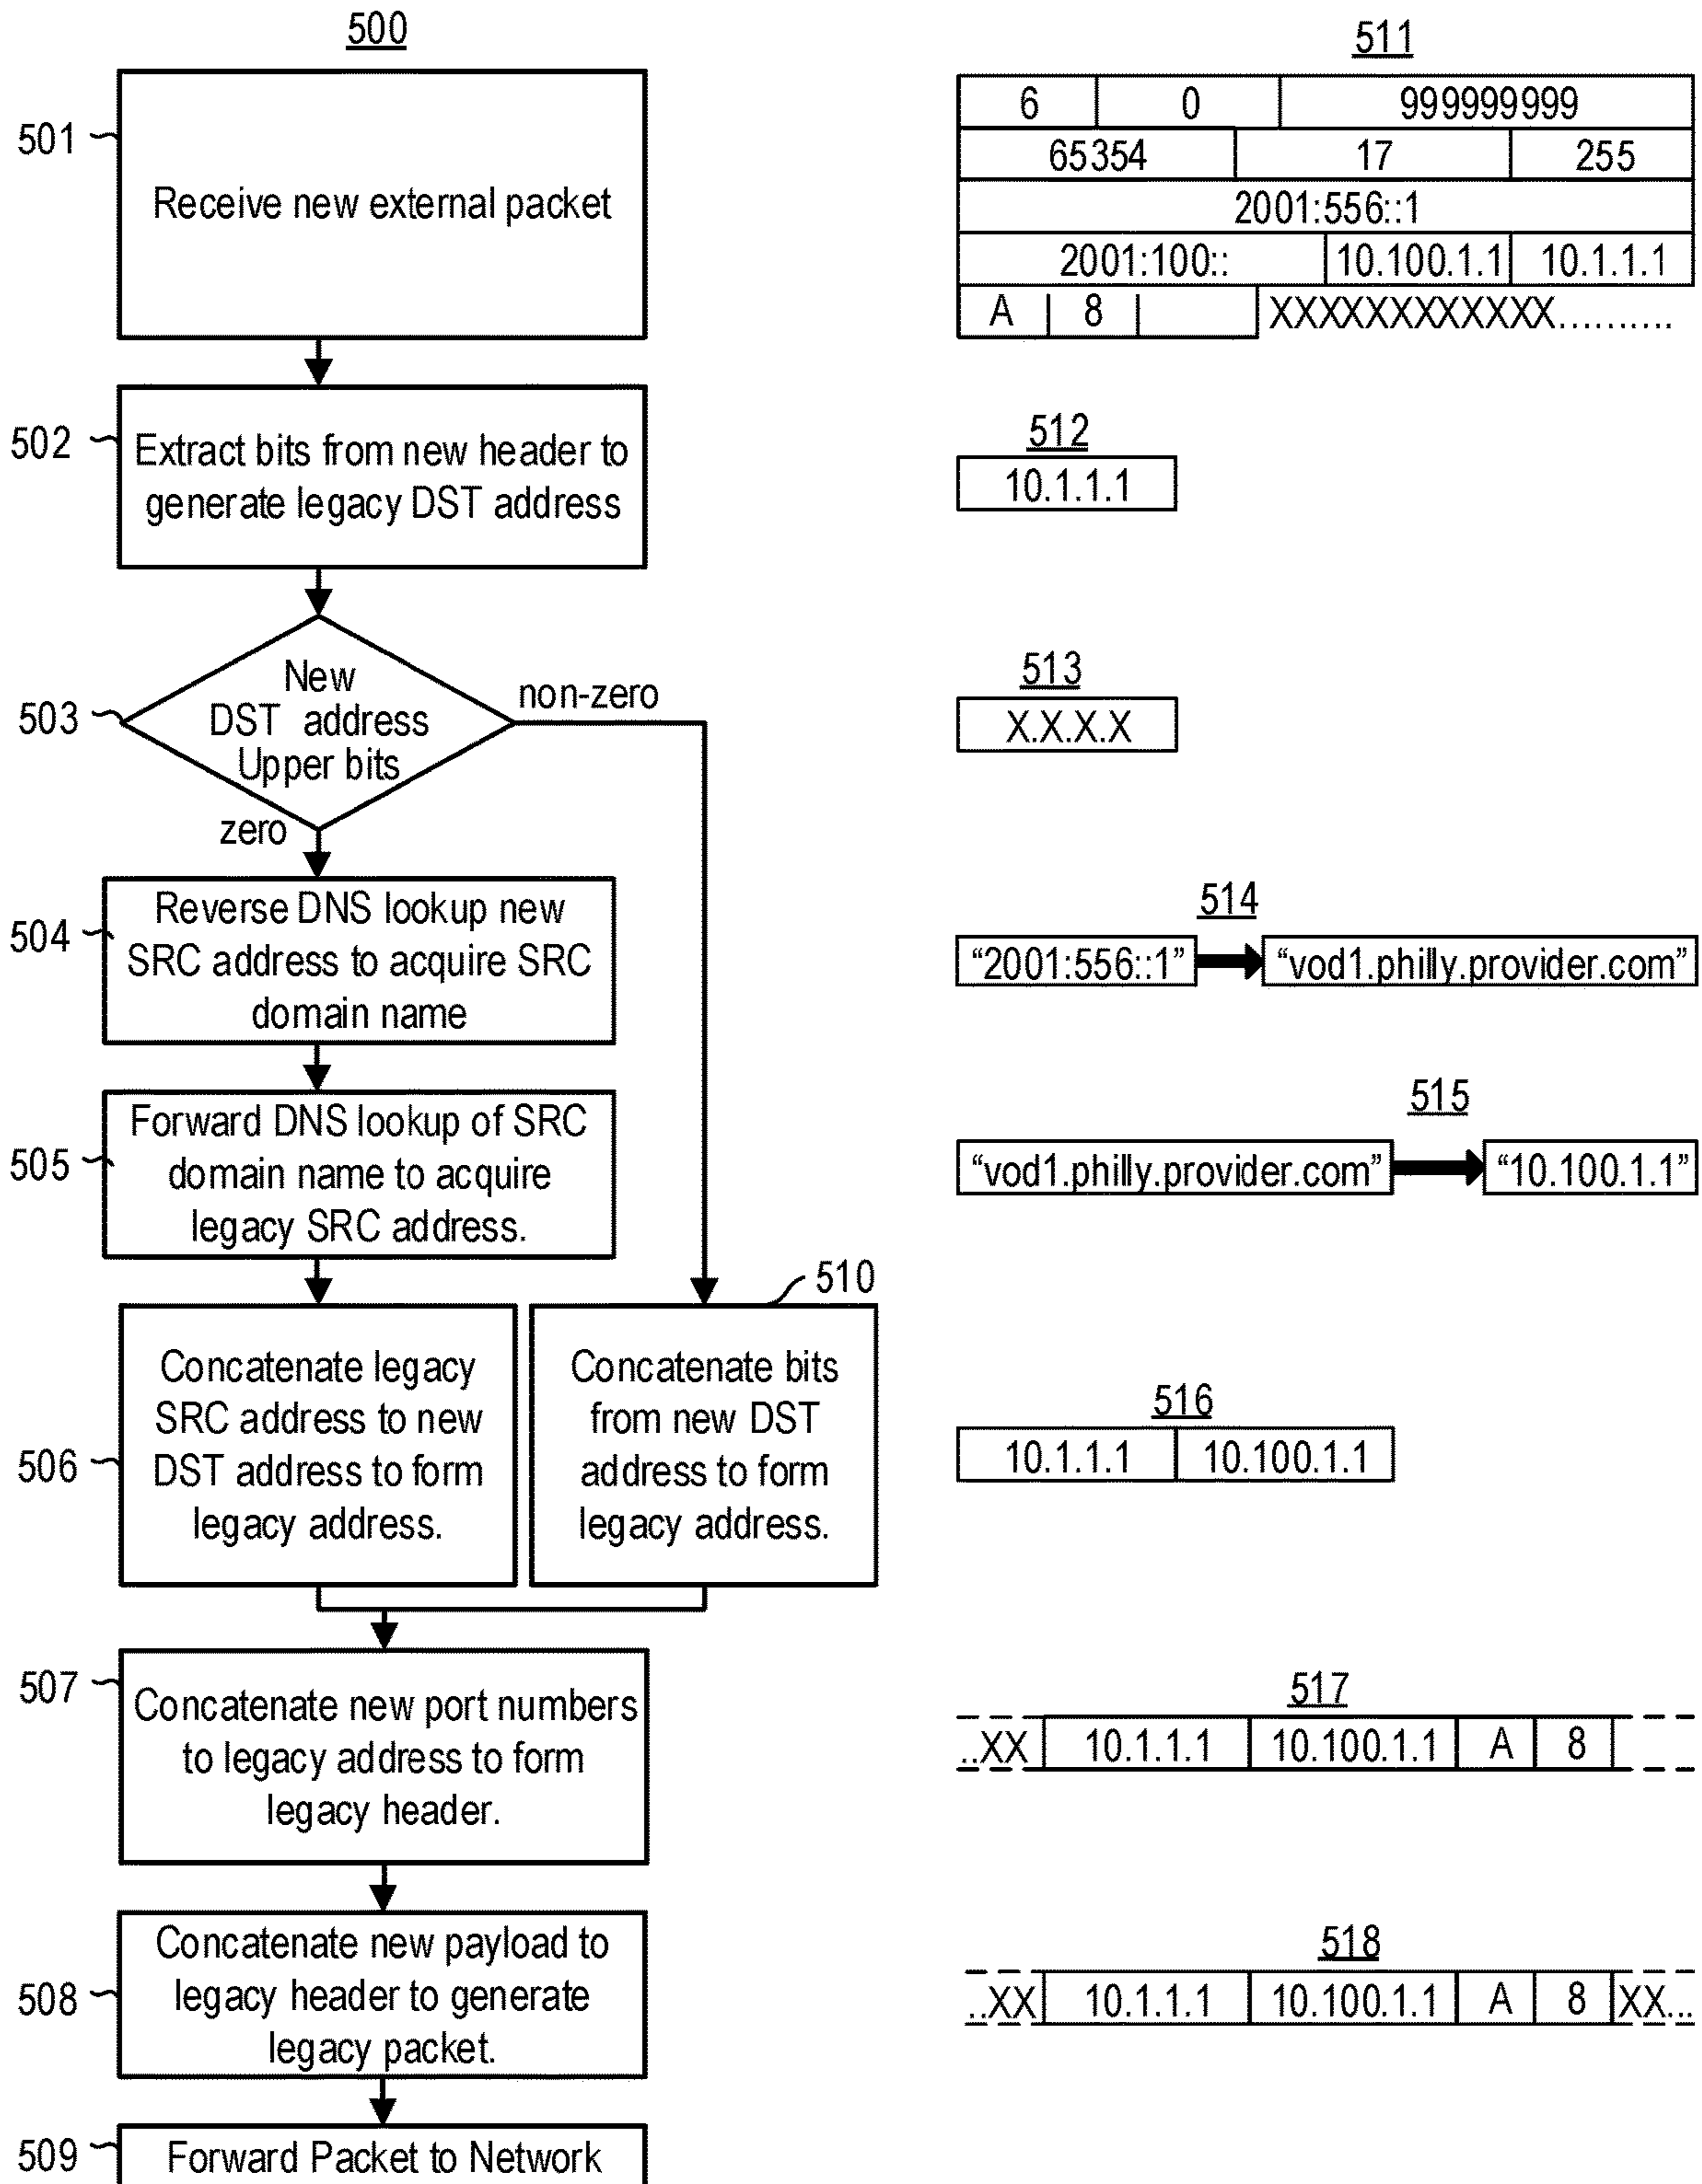 500
501
Receive new external packet
502
Extract bits from new header to
generate legacy DST address
503
New
DST address
Upper bits
non-zero
zero
504
Reverse DNS lookup new
SRC address to acquire SRC
domain name
505
Forward DNS lookup of SRC
domain name to acquire
legacy SRC address.
506
Concatenate legacy
SRC address to new
DST address to form
legacy address.
510
Concatenate bits
from new DST
address to form
legacy address.
507
Concatenate new port numbers
to legacy address to form
legacy header.
508
Concatenate new payload to
legacy header to generate
legacy packet.
509
Forward Packet to Network
511
6 0 999999999
65354 17 255
2001:556::1
2001:100:: 10.100.1.1 10.1.1.1
A 8 XXXXXXXXXXXX..........
512
10.1.1.1
513
X.X.X.X
514
“2001:556::1” “vod1.philly.provider.com”
515
“vod1.philly.provider.com” “10.100.1.1”
516
10.1.1.1 10.100.1.1
517
..XX 10.1.1.1 10.100.1.1 A 8
518
..XX 10.1.1.1 10.100.1.1 A 8 XX...